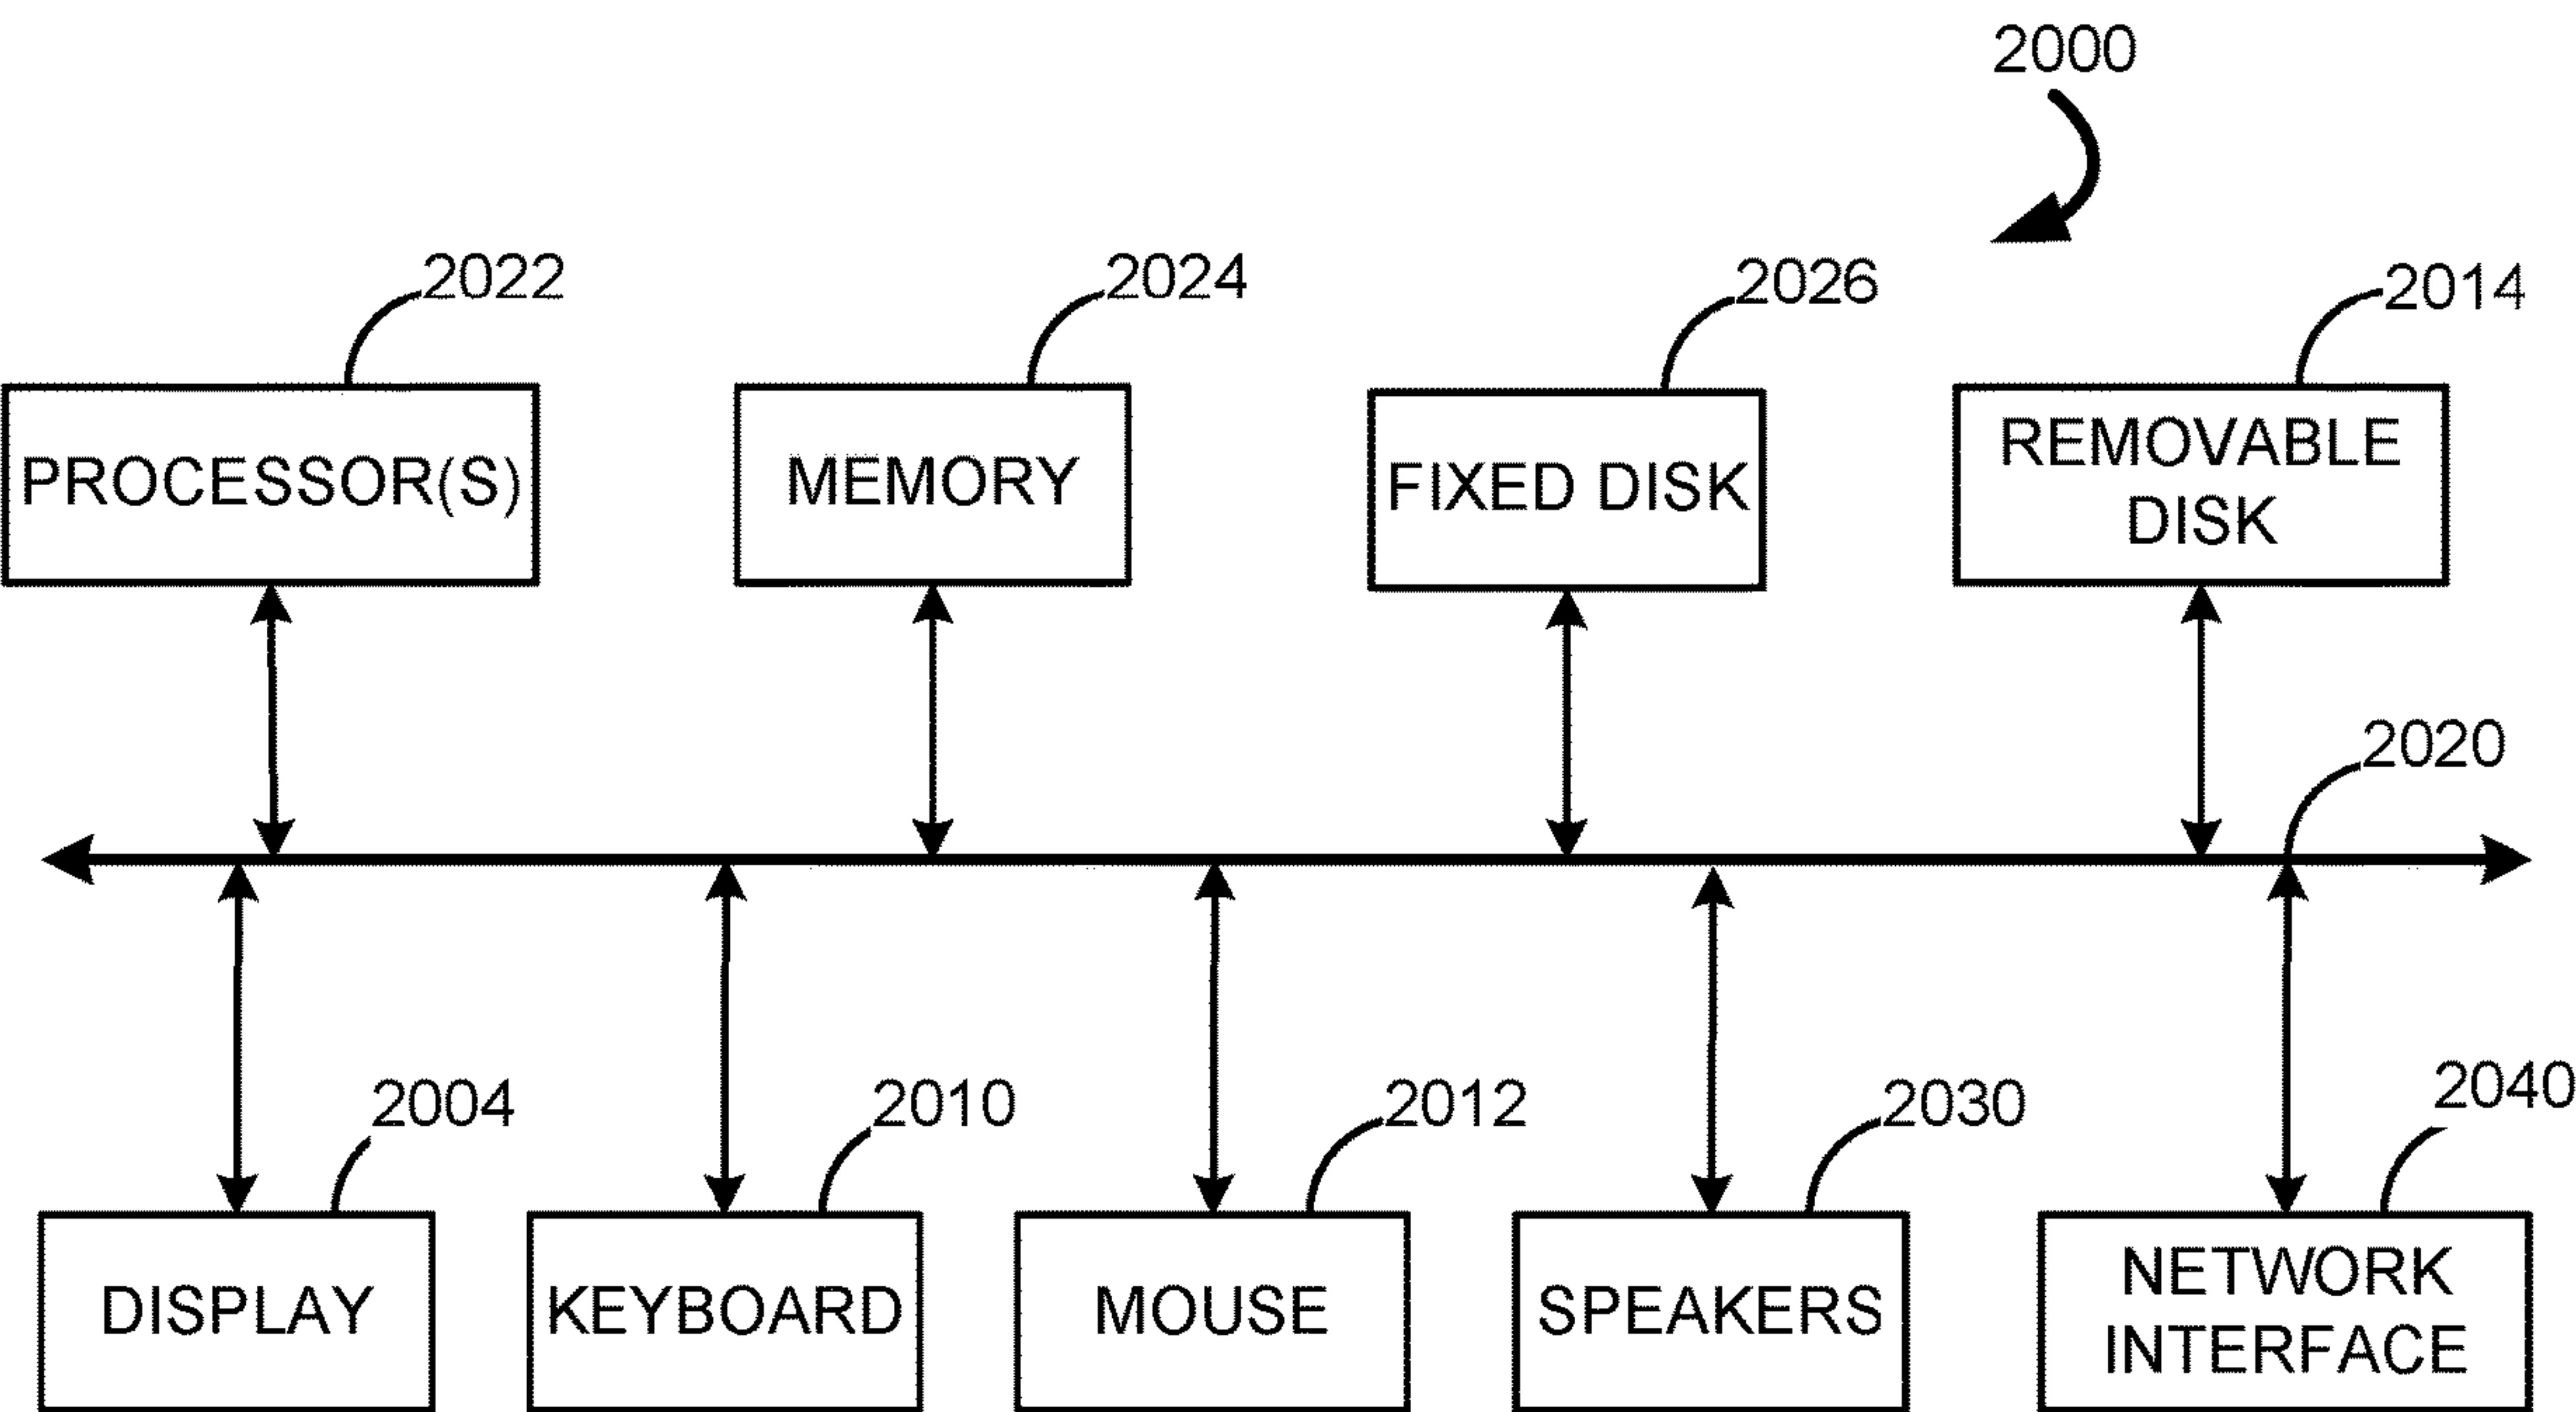 2000
2022
2024
2026
2014
PROCESSOR(S)
MEMORY
FIXED DISK
REMOVABLE
DISK
2020
2004
2010
2012
2030
2040
DISPLAY
KEYBOARD
MOUSE
SPEAKERS
NETWORK
INTERFACE